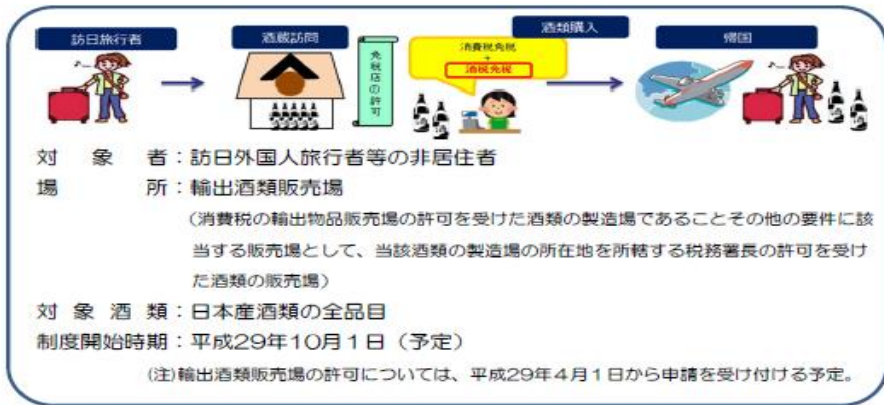 訪日旅行者
酒蔵訪問
酒類購入
帰国
免税店の許可
消費税免税
+
酒税免税
対象者：訪日外国人旅行者等の非居住者
場所：輸出酒類販売場
（消費税の輸出物品販売場の許可を受けた酒類の製造場であることその他の要件に該
当する販売場として、当該酒類の製造場の所在地を所轄する税務署長の許可を受け
た酒類の販売場）
対象酒類：日本産酒類の全品目
制度開始時期：平成29年10月1日（予定）
(注)輸出酒類販売場の許可については、平成29年4月1日から申請を受け付ける予定。